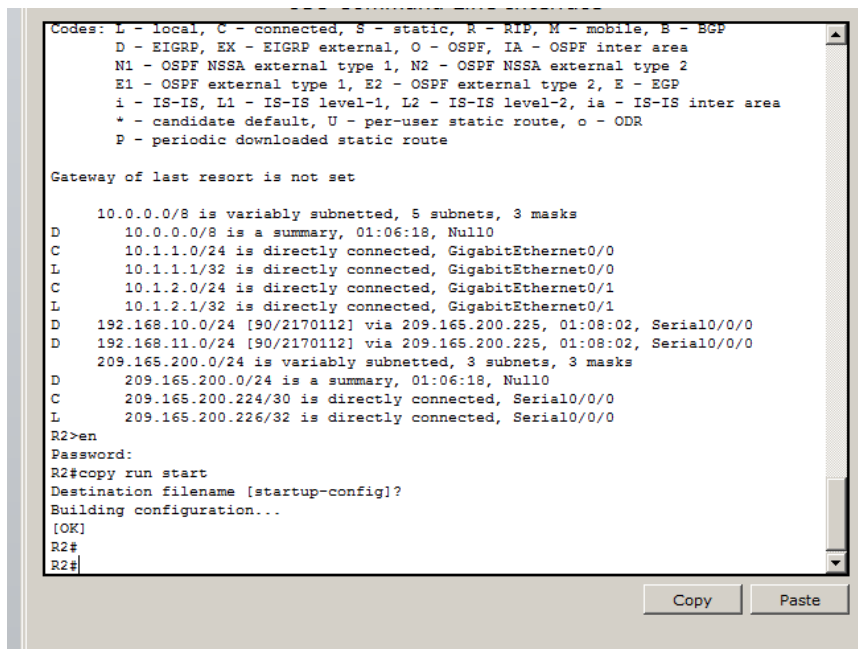 Codes: L - local, C - connected, S - static, R - RIP, M - mobile, B - BGP
D - EIGRP, EX - EIGRP external, O - OSPF, IA - OSPF inter area
N1 - OSPF NSSA external type 1, N2 - OSPF NSSA external type 2
E1 - OSPF external type 1, E2 - OSPF external type 2, E - EGP
i - IS-IS, L1 - IS-IS level-1, L2 - IS-IS level-2, ia - IS-IS inter area
* - candidate default, U - per-user static route, o - ODR
P - periodic downloaded static route
Gateway of last resort is not set
10.0.0.0/8 is variably subnetted, 5 subnets, 3 masks
D 10.0.0.0/8 is a summary, 01:06:18, Null0
C 10.1.1.0/24 is directly connected, GigabitEthernet0/0
L 10.1.1.1/32 is directly connected, GigabitEthernet0/0
C 10.1.2.0/24 is directly connected, GigabitEthernet0/1
L 10.1.2.1/32 is directly connected, GigabitEthernet0/1
D 192.168.10.0/24 [90/2170112] via 209.165.200.225, 01:08:02, Serial0/0/0
D 192.168.11.0/24 [90/2170112] via 209.165.200.225, 01:08:02, Serial0/0/0
209.165.200.0/24 is variably subnetted, 3 subnets, 3 masks
D 209.165.200.0/24 is a summary, 01:06:18, Null0
C 209.165.200.224/30 is directly connected, Serial0/0/0
L 209.165.200.226/32 is directly connected, Serial0/0/0
R2>en
Password:
R2#copy run start
Destination filename [startup-config]?
Building configuration...
[OK]
R2#
R2#
Copy Paste